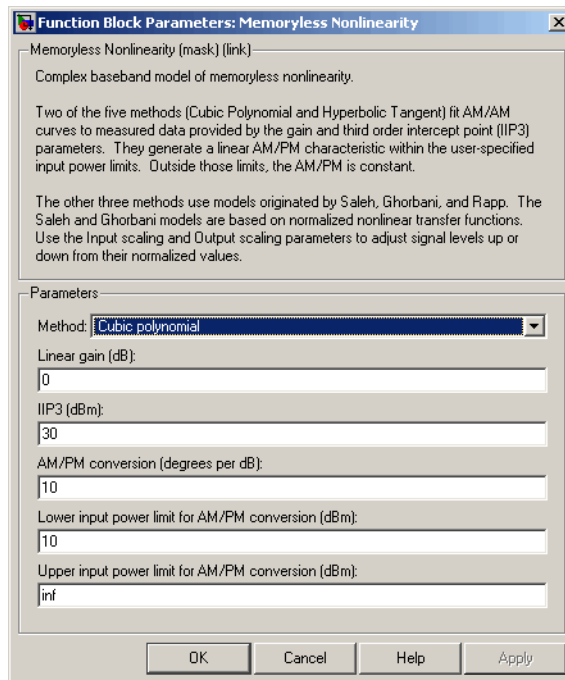 Function Block Parameters: Memoryless Nonlinearity
Memoryless Nonlinearity (mask) (link)
Complex baseband model of memoryless nonlinearity.
Two of the five methods (Cubic Polynomial and Hyperbolic Tangent) fit AM/AM
curves to measured data provided by the gain and third order intercept point (IIP3)
parameters. They generate a linear AM/PM characteristic within the user-specified
input power limits. Outside those limits, the AM/PM is constant.
The other three methods use models originated by Saleh, Ghorbani, and Rapp. The
Saleh and Ghorbani models are based on normalized nonlinear transfer functions.
Use the Input scaling and Output scaling parameters to adjust signal levels up or
down from their normalized values.
Parameters
Method: Cubic polynomial
Linear gain (dB):
0
IIP3 (dBm):
30
AM/PM conversion (degrees per dB):
10
Lower input power limit for AM/PM conversion (dBm):
10
Upper input power limit for AM/PM conversion (dBm):
inf
OK Cancel Help Apply